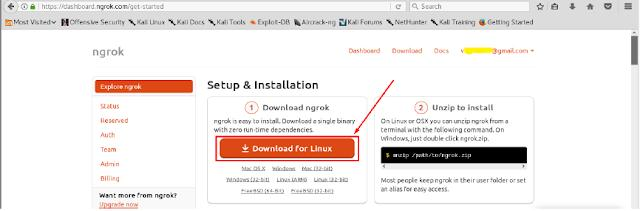 https://dashboard.ngrok.com/get-started
Search
Most Visited Offensive Security Kali Linux Kali Docs Kali Tools Exploit-DB Aircrack-ng Kali Forums NetHunter Kali Training Getting Started
ngrok
Dashboard Download Docs @gmail.com
Explore ngrok
Status
Reserved
Auth
Team
Admin
Billing
Want more from ngrok?
Upgrade now
Setup & Installation
1 Download ngrok
ngrok is easy to install. Download a single binary
with zero run-time dependencies.
Download for Linux
Mac OS X Windows Mac (32-bit)
Windows (32-bit) Linux (ARM) Linux (32-bit)
FreeBSD (64-Bit) FreeBSD (32-bit)
2 Unzip to install
On Linux or OSX you can unzip ngrok from a
terminal with the following command. On
Windows, just double click ngrok.zip.
$ unzip /path/to/ngrok.zip
Most people keep ngrok in their user folder or set
an alias for easy access.